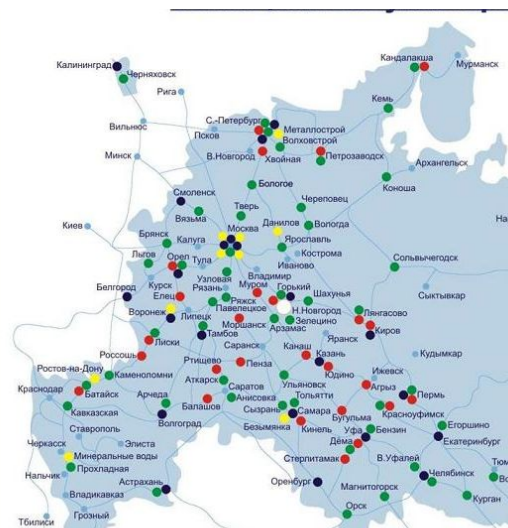 Калининград
Черняховск
Рига
Кандалакша
Мурманск
Кемь
Вильнюс
С.-Петербург
Металлострой
Псков
Волховстрой
Минск
В.Новгород
Хвойная
Петрозаводск
Архангельск
Бологое
Коноша
Смоленск
Череповец
Вязьма
Тверь
Киев
Москва
Данилов
Вологда
Брянск
Калуга
Ярославль
Кострома
Льгов
Орел
Тула
Иваново
Сольвычегодск
Узловая
Владимир
Белгород
Курск
Рязань
Муром
Горький
Шахунья
Сыктывкар
Елец
Ряжск
Н.Новгород
Лянгасово
Воронеж
Липецк
Павелецкое
Зелецино
Тамбов
Моршанск
Арзамас
Киров
Лиски
Саранск
Канаш
Яранск
Россошь
Ртищево
Пенза
Казань
Кудымкар
Ростов-на-Дону
Каменоломни
Юдино
Ижевск
Краснодар
Батайск
Аткарск
Саратов
Ульяновск
Агрыз
Пермь
Кавказская
Арчеда
Анисовка
Тольятти
Красноуфимск
Балашов
Сызрань
Самара
Бугульма
Ставрополь
Волгоград
Безымянка
Кинель
Уфа
Бензин
Егоршино
Черкасск
Элиста
Дёма
Екатеринбург
Минеральные воды
Стерлитамак
Нальчик
Прохладная
Оренбург
В.Уфалей
Тюм
Владикавказ
Астрахань
Магнитогорск
Челябинск
Во
Тбилиси
Грозный
Орск
Курган